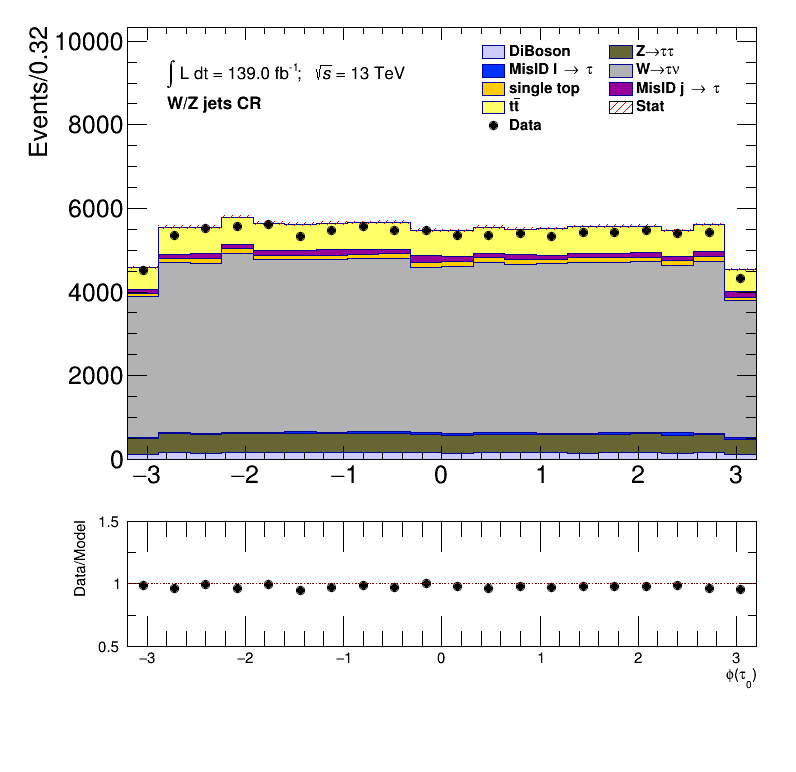 Events/0.32
10000
8000
6000
4000
2000
0
∫ L dt = 139.0 fb⁻¹; √s = 13 TeV
W/Z jets CR
DiBoson Z→ττ
MisID l → τ W→τν
single top MisID j → τ
tt̄ Stat
Data
−3 −2 −1 0 1 2 3
Data/Model
1.5
1
0.5
−3 −2 −1 0 1 2 3
ϕ(τ₀)